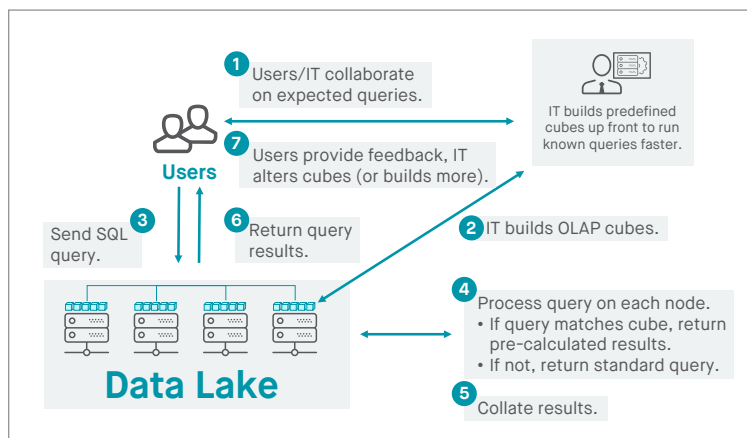 1
Users/IT collaborate
on expected queries.
IT builds predefined
cubes up front to run
known queries faster.
Users
7
Users provide feedback, IT
alters cubes (or builds more).
3
Send SQL
query.
6
Return query
results.
2
IT builds OLAP cubes.
4
Process query on each node.
• If query matches cube, return
pre-calculated results.
• If not, return standard query.
5
Collate results.
Data Lake